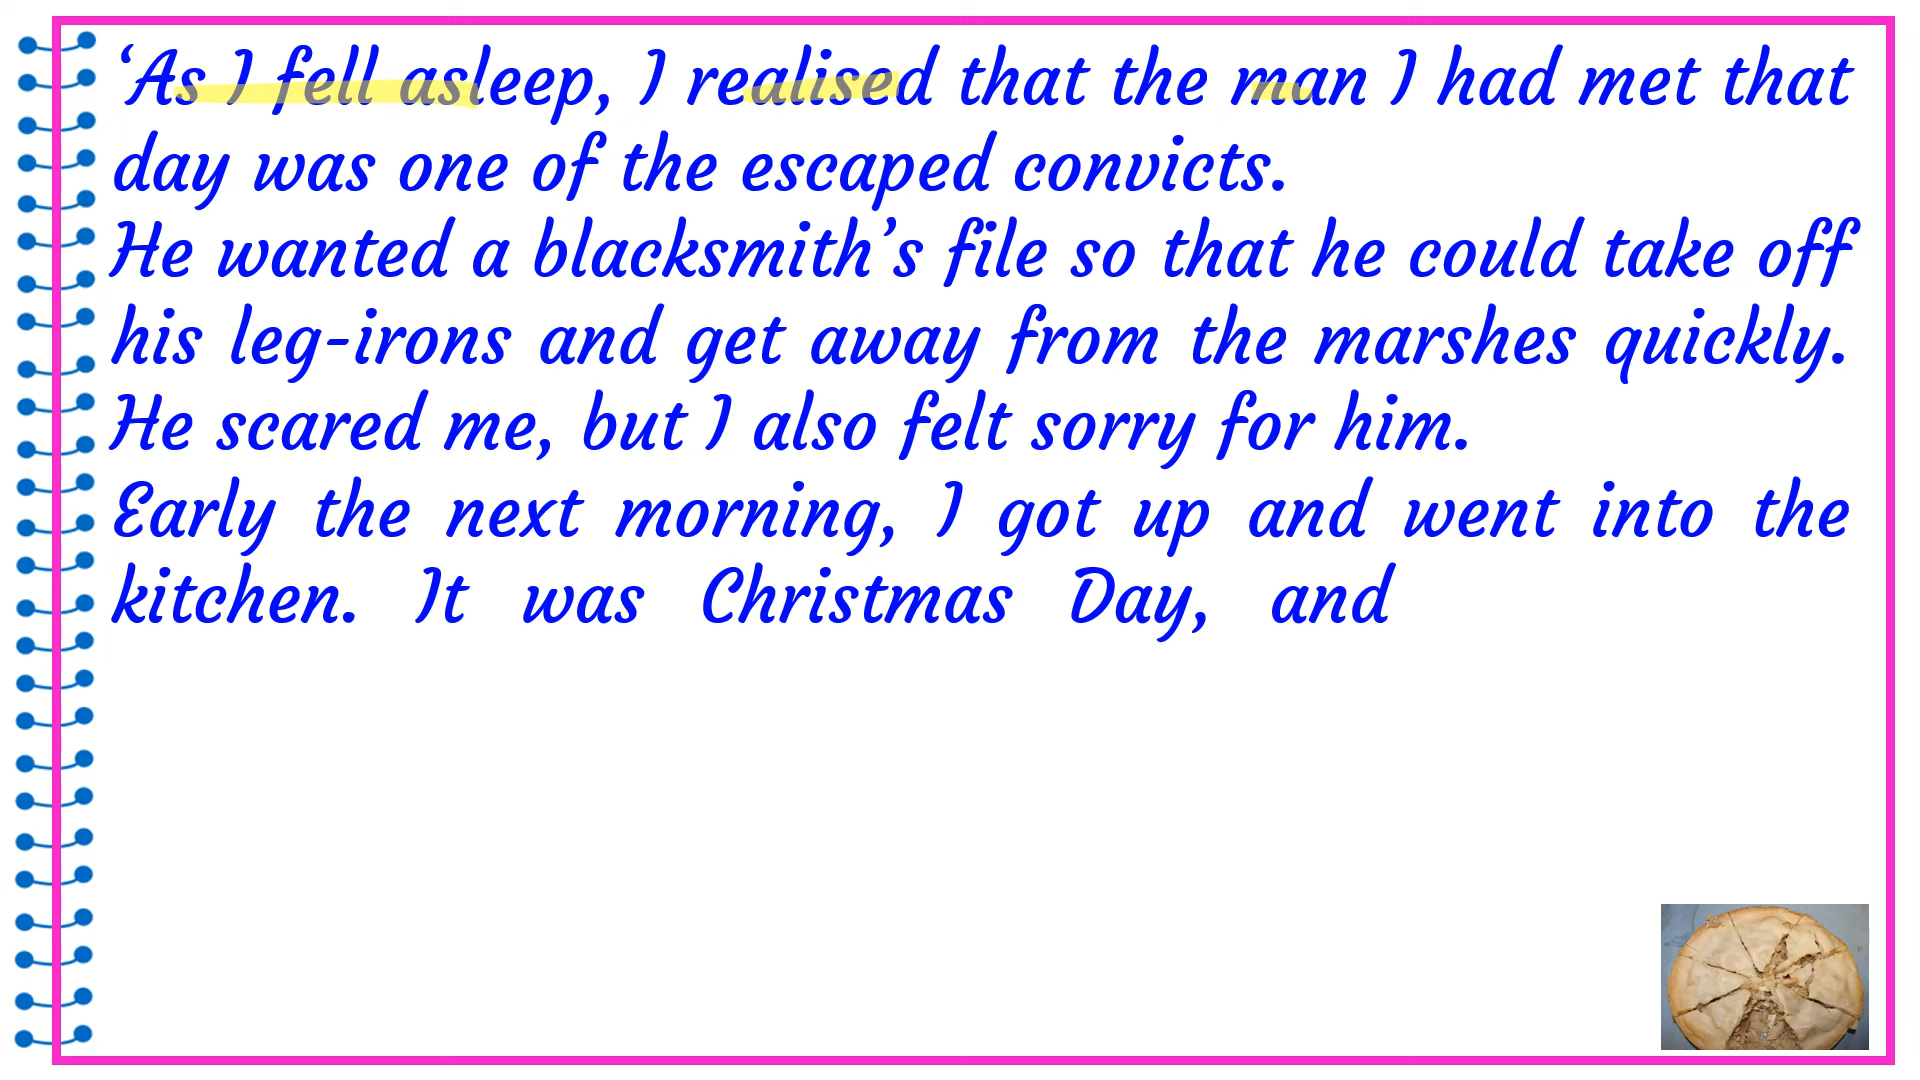 ‘As I fell asleep, I realised that the man I had met that
day was one of the escaped convicts.
He wanted a blacksmith’s file so that he could take off
his leg-irons and get away from the marshes quickly.
He scared me, but I also felt sorry for him.
Early the next morning, I got up and went into the
kitchen. It was Christmas Day, and